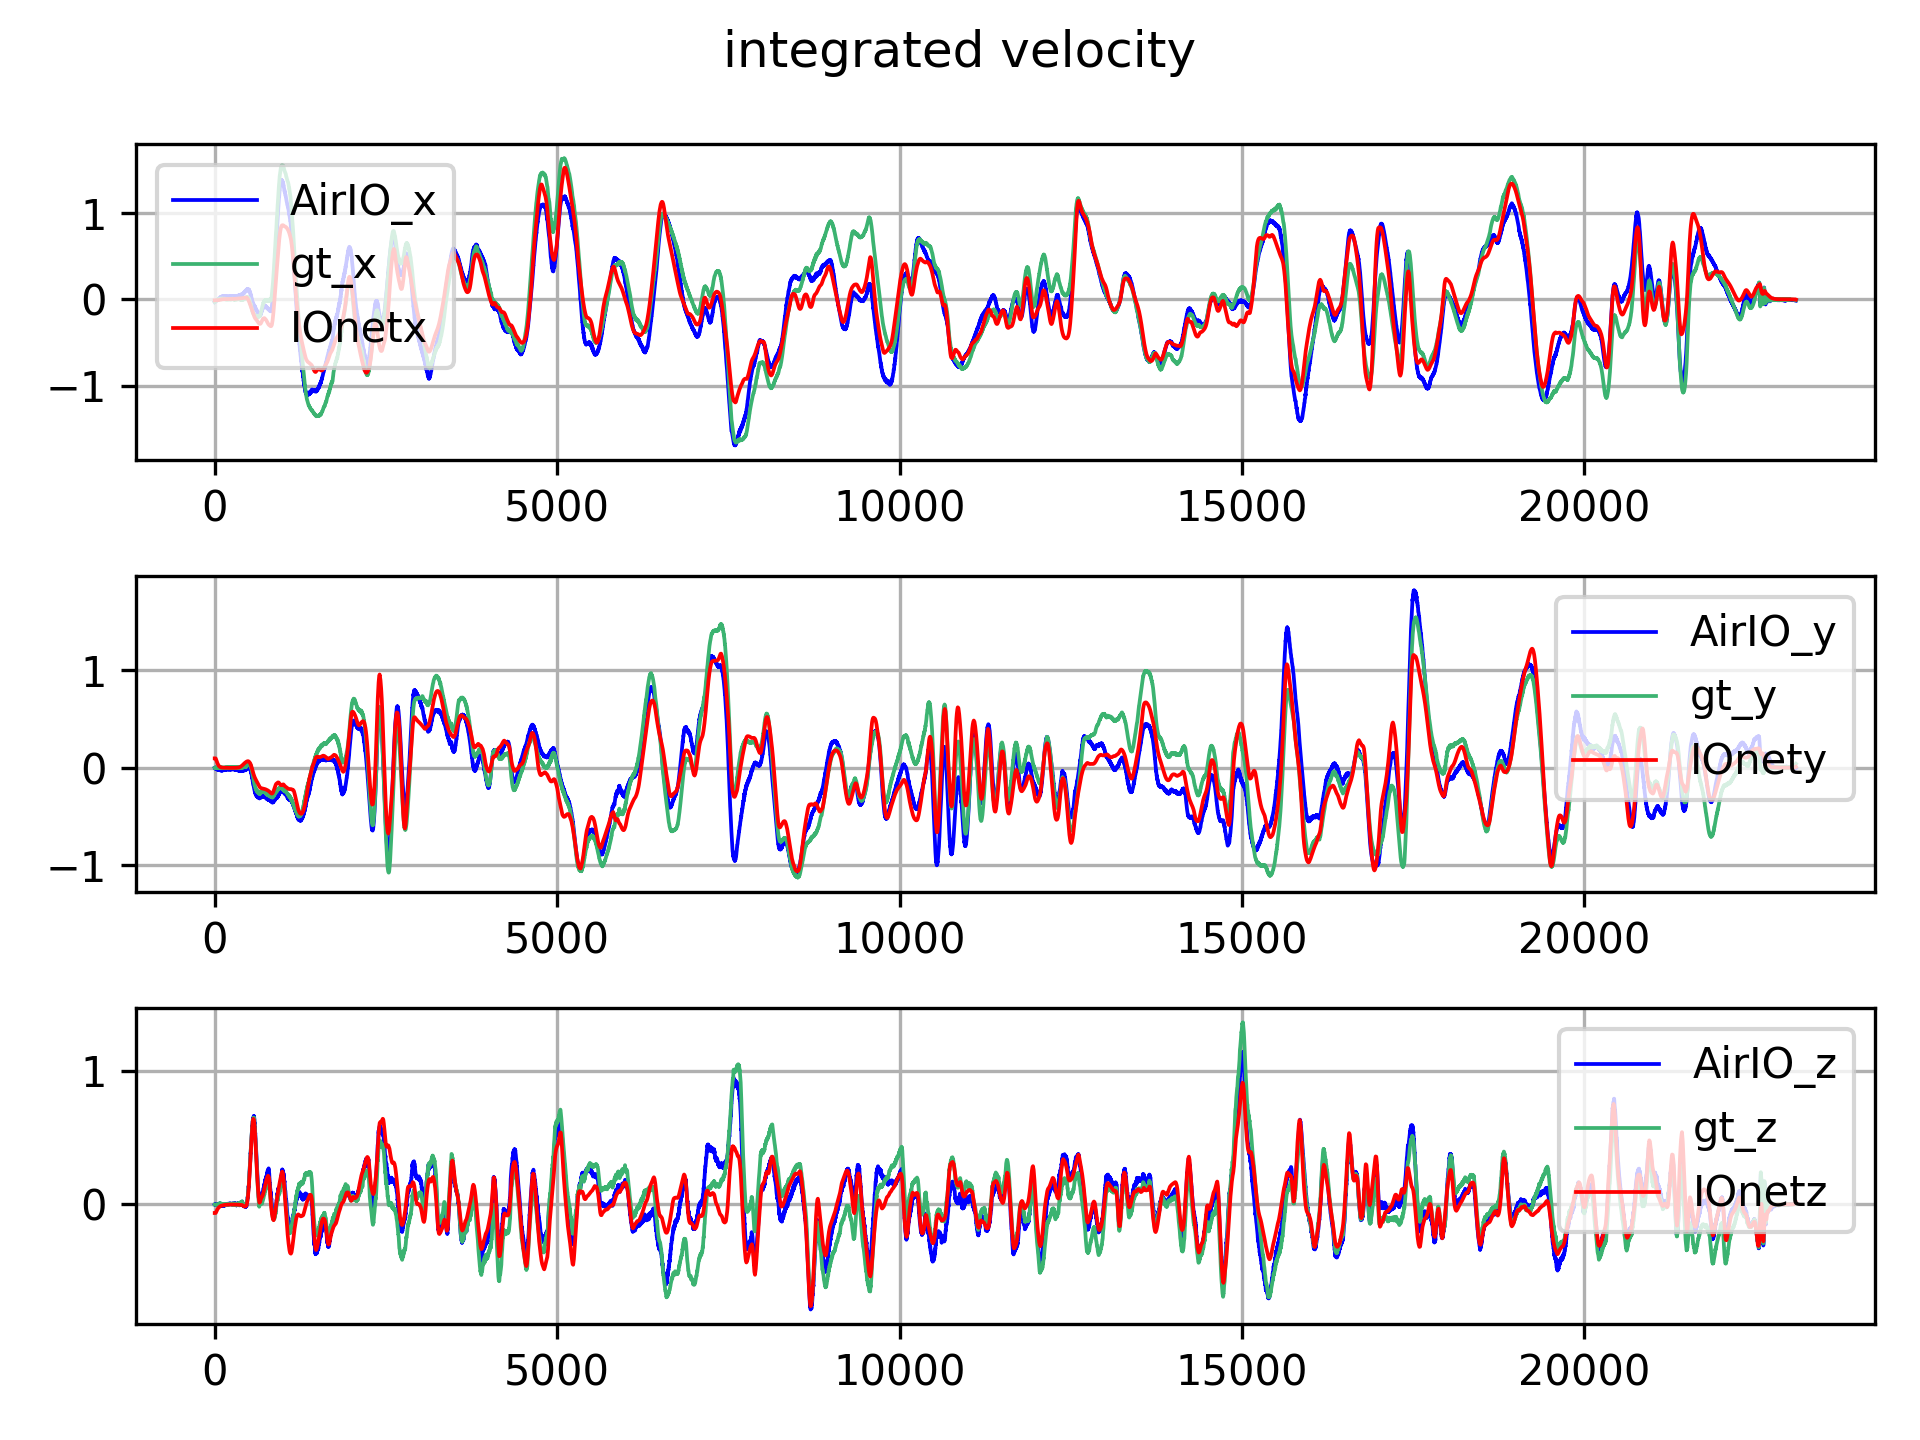 integrated velocity
1
0
−1
AirIO_x
gt_x
IOnetx
0 5000 10000 15000 20000
1
0
−1
AirIO_y
gt_y
IOnety
0 5000 10000 15000 20000
1
0
AirIO_z
gt_z
IOnetz
0 5000 10000 15000 20000